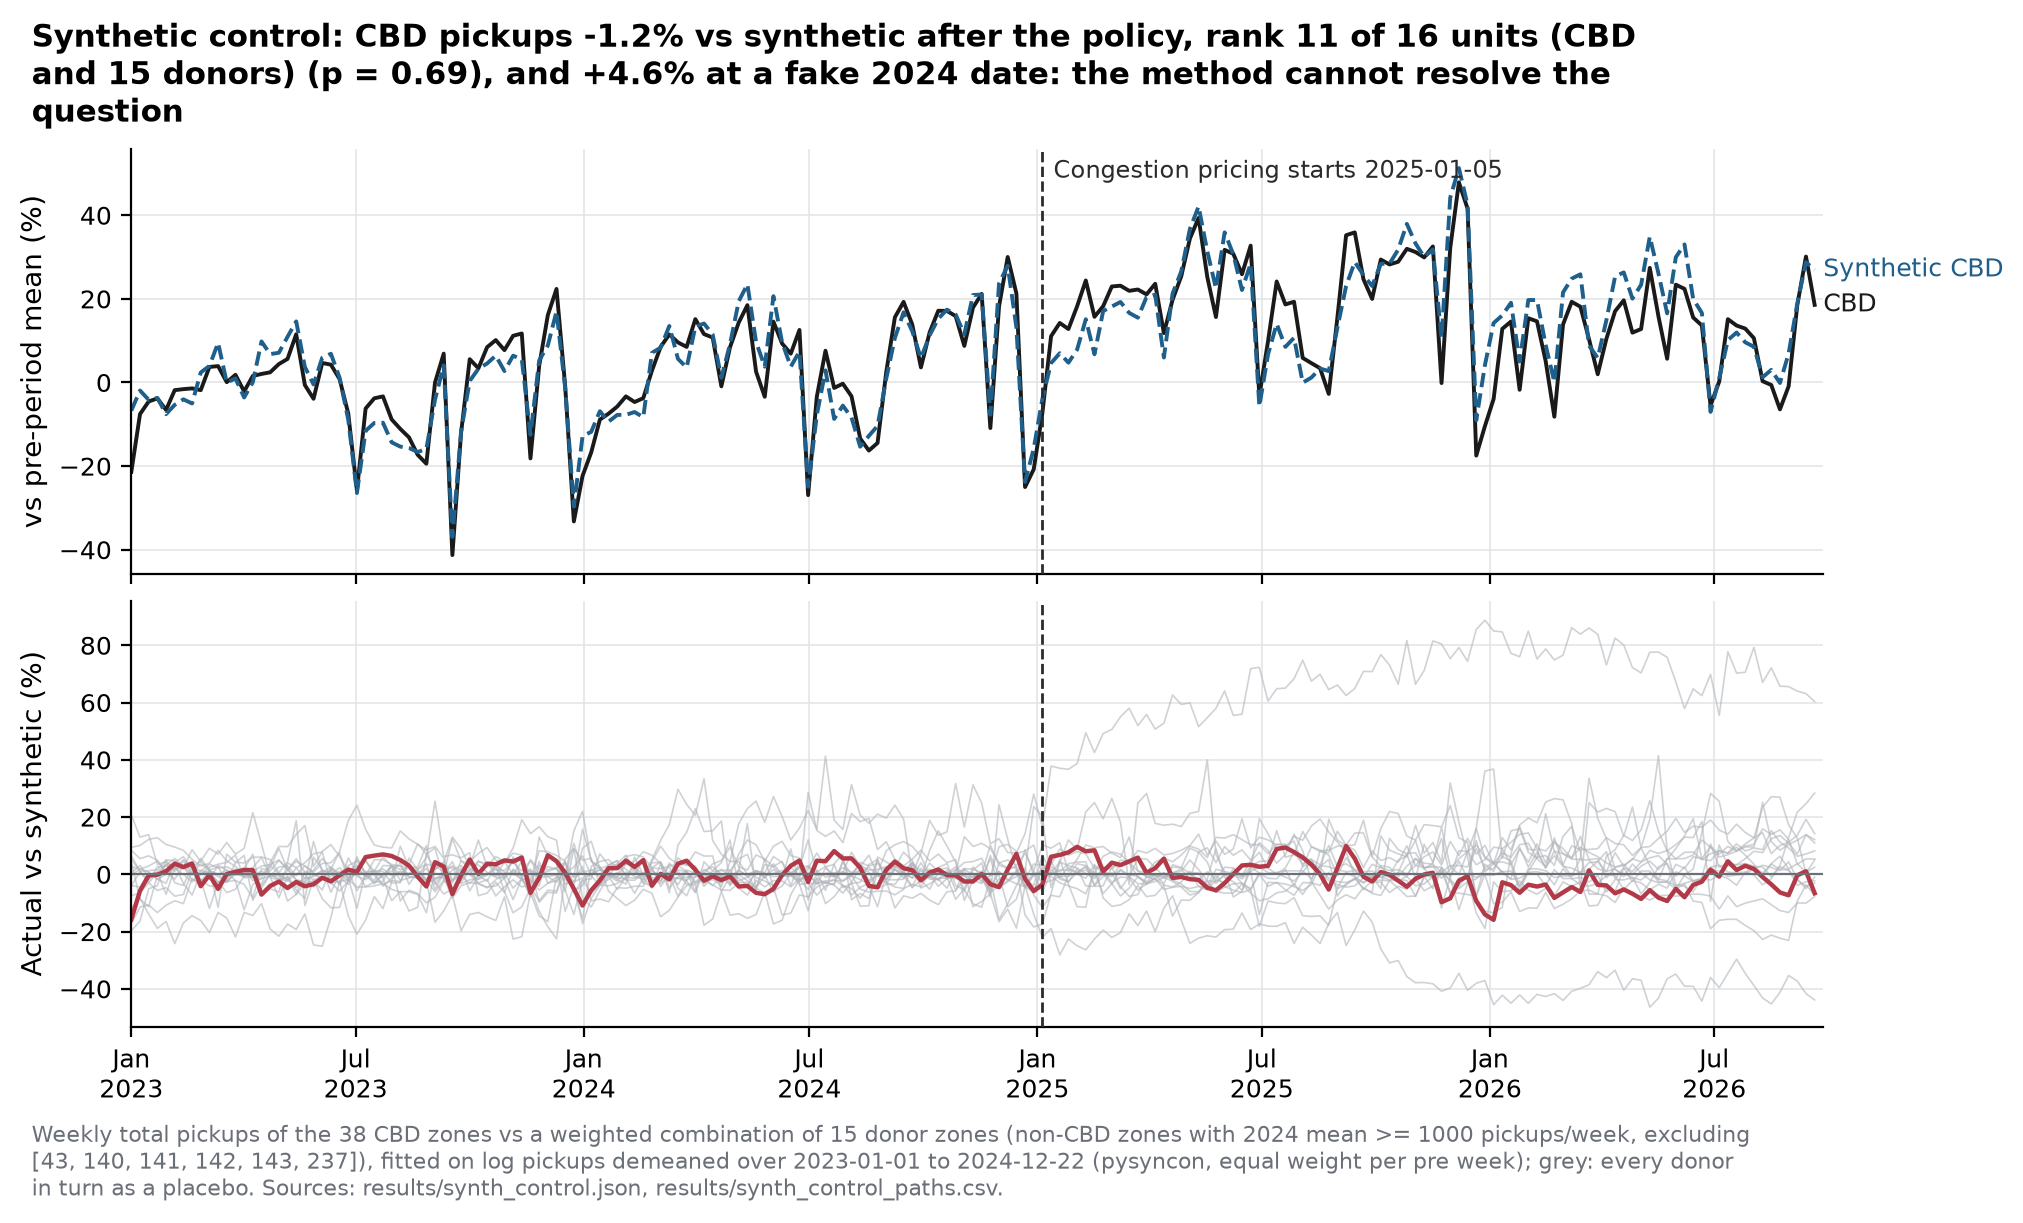 Synthetic control: CBD pickups -1.2% vs synthetic after the policy, rank 11 of 16 units (CBD
and 15 donors) (p = 0.69), and +4.6% at a fake 2024 date: the method cannot resolve the
question
vs pre-period mean (%)
40
20
0
−20
−40
Congestion pricing starts 2025-01-05
Synthetic CBD
CBD
Actual vs synthetic (%)
80
60
40
20
0
−20
−40
Jan
2023
Jul
2023
Jan
2024
Jul
2024
Jan
2025
Jul
2025
Jan
2026
Jul
2026
Weekly total pickups of the 38 CBD zones vs a weighted combination of 15 donor zones (non-CBD zones with 2024 mean >= 1000 pickups/week, excluding
[43, 140, 141, 142, 143, 237]), fitted on log pickups demeaned over 2023-01-01 to 2024-12-22 (pysyncon, equal weight per pre week); grey: every donor
in turn as a placebo. Sources: results/synth_control.json, results/synth_control_paths.csv.